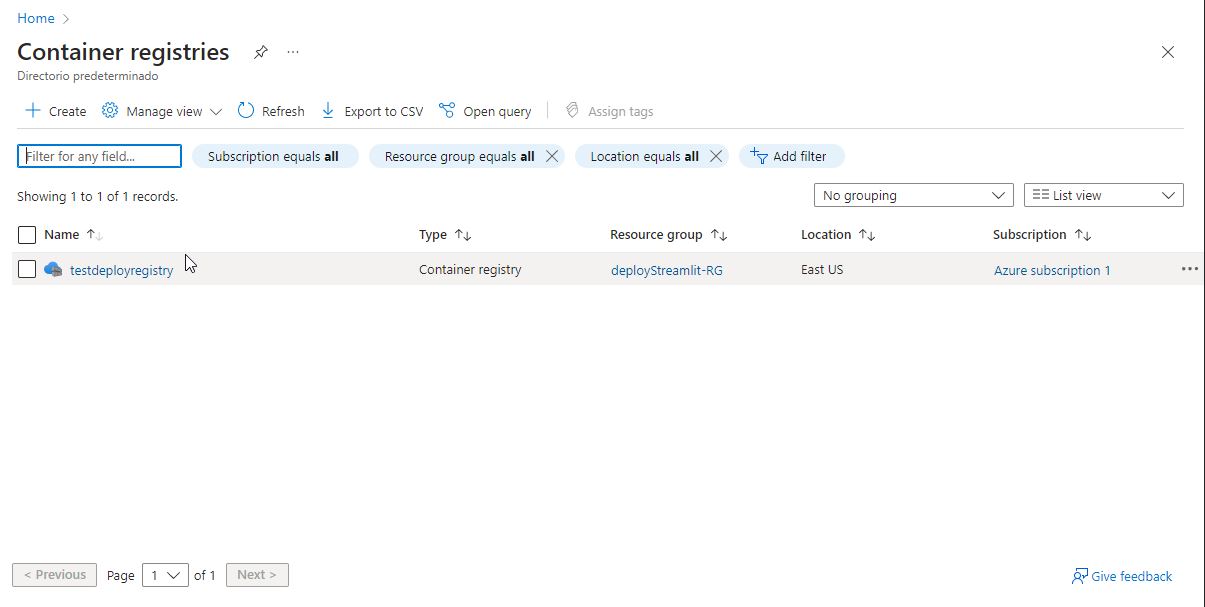 Home
Container registries
Directorio predeterminado
Create Manage view Refresh Export to CSV Open query Assign tags
Filter for any field... Subscription equals all Resource group equals all Location equals all Add filter
Showing 1 to 1 of 1 records.
No grouping List view
Name Type Resource group Location Subscription
testdeployregistry Container registry deployStreamlit-RG East US Azure subscription 1
< Previous Page 1 of 1 Next >
Give feedback